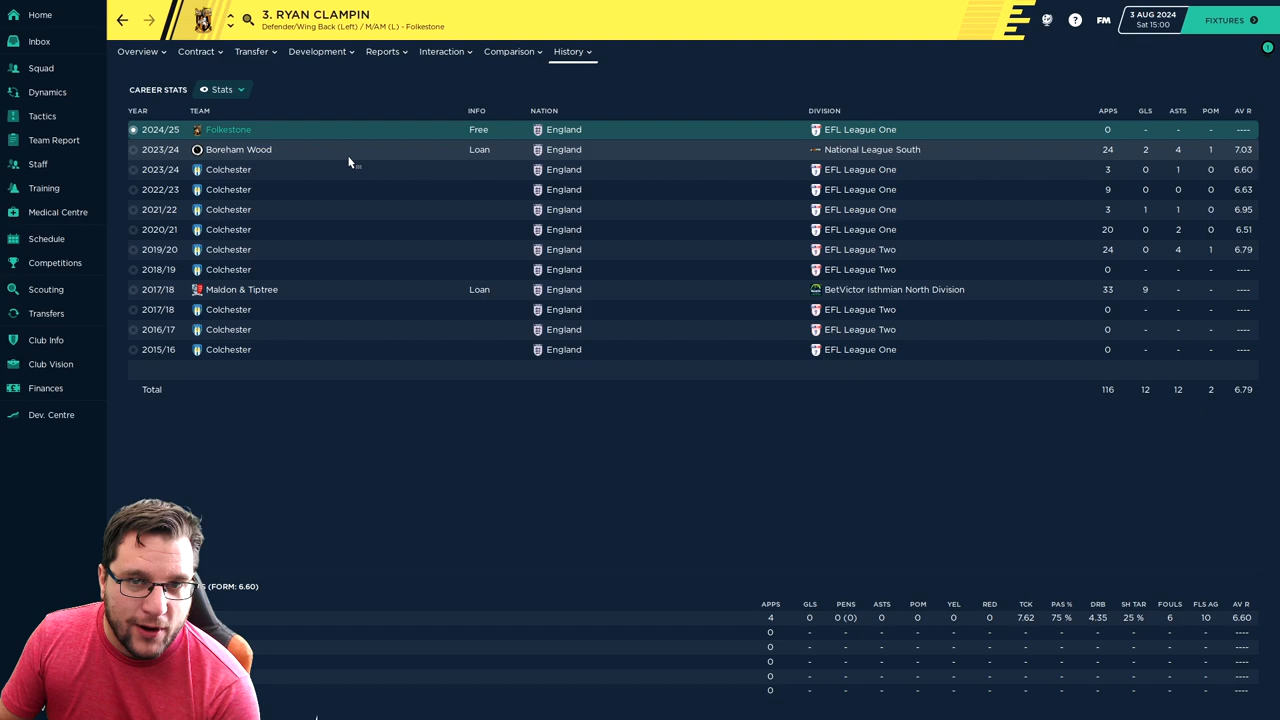 Home
Inbox
Squad
Dynamics
Tactics
Team Report
Staff
Training
Medical Centre
Schedule
Competitions
Scouting
Transfers
Club Info
Club Vision
Finances
Dev. Centre
3. RYAN CLAMPIN
Defender/Wing Back (Left) / M/AM (L) - Folkestone
? FM 3 AUG 2024
Sat 15:00
FIXTURES
Overview Contract Transfer Development Reports Interaction Comparison History
CAREER STATS Stats
YEAR TEAM INFO NATION DIVISION APPS GLS ASTS POM AV R
2024/25 Folkestone Free England EFL League One 0 - - - ----
2023/24 Boreham Wood Loan England National League South 24 2 4 1 7.03
2023/24 Colchester England EFL League One 3 0 1 0 6.60
2022/23 Colchester England EFL League One 9 0 0 0 6.63
2021/22 Colchester England EFL League One 3 1 1 0 6.95
2020/21 Colchester England EFL League One 20 0 2 0 6.51
2019/20 Colchester England EFL League Two 24 0 4 1 6.79
2018/19 Colchester England EFL League Two 0 - - - ----
2017/18 Maldon & Tiptree Loan England BetVictor Isthmian North Division 33 9 - - ----
2017/18 Colchester England EFL League Two 0 - - - ----
2016/17 Colchester England EFL League Two 0 - - - ----
2015/16 Colchester England EFL League One 0 - - - ----
Total 116 12 12 2 6.79
(FORM: 6.60)
APPS GLS PENS ASTS POM YEL RED TCK PAS % DRB SH TAR FOULS FLS AG AV R
4 0 0 (0) 0 0 0 0 7.62 75 % 4.35 25 % 6 10 6.60
0 - - - - - - - - - - - - ----
0 - - - - - - - - - - - - ----
0 - - - - - - - - - - - - ----
0 - - - - - - - - - - - - ----
0 - - - - - - - - - - - - ----